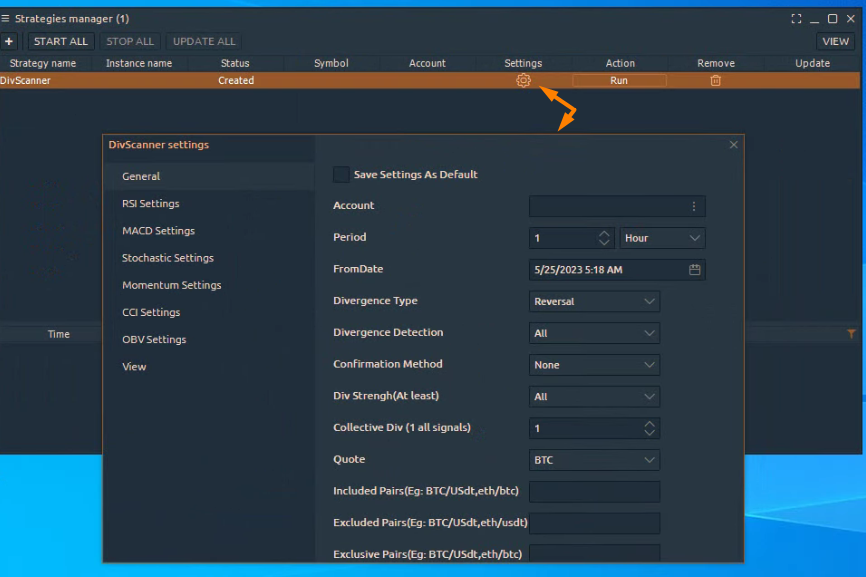 Strategies manager (1)
START ALL STOP ALL UPDATE ALL VIEW
Strategy name Instance name Status Symbol Account Settings Action Remove Update
DivScanner Created Run
DivScanner settings
General
RSI Settings
MACD Settings
Stochastic Settings
Momentum Settings
CCI Settings
OBV Settings
View
Time
Save Settings As Default
Account
Period 1 Hour
FromDate 5/25/2023 5:18 AM
Divergence Type Reversal
Divergence Detection All
Confirmation Method None
Div Strengh(At least) All
Collective Div (1 all signals) 1
Quote BTC
Included Pairs(Eg: BTC/USdt,eth/btc)
Excluded Pairs(Eg: BTC/USdt,eth/usdt)
Exclusive Pairs(Eg: BTC/USdt,eth/btc)